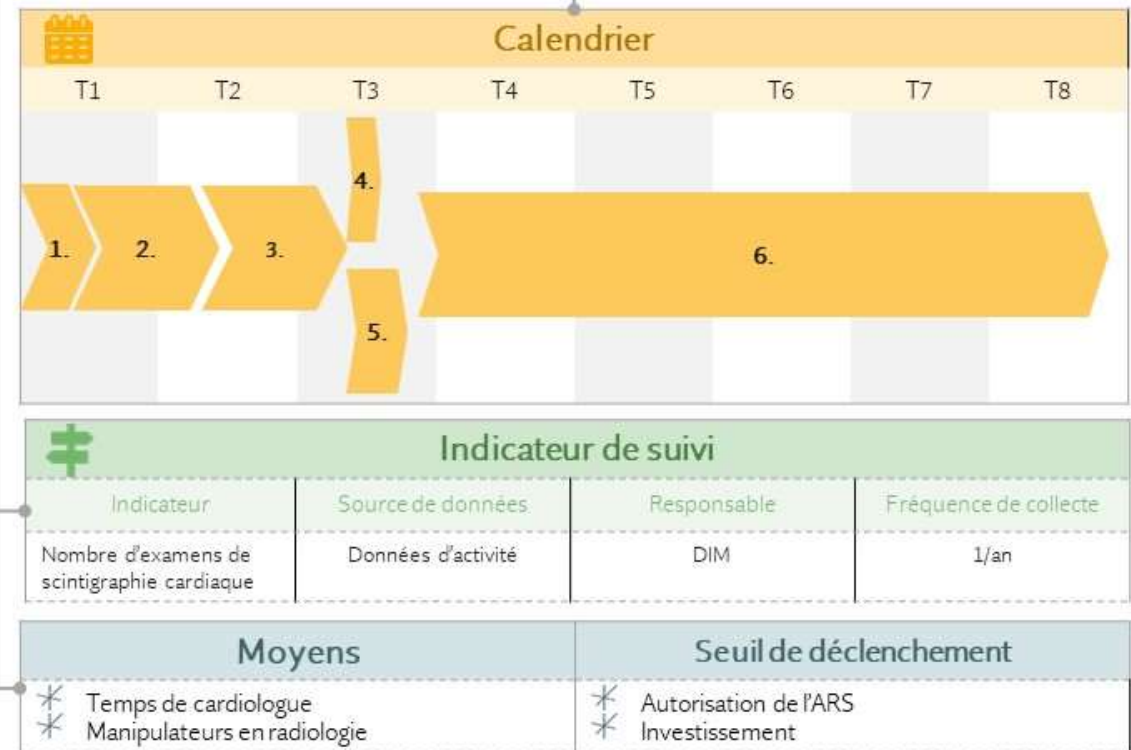 Calendrier
T1 T2 T3 T4 T5 T6 T7 T8
4.
1. 2. 3. 6.
5.
Indicateur de suivi
Indicateur Source de données Responsable Fréquence de collecte
Nombre d'examens de Données d'activité DIM 1/an
scintigraphie cardiaque
Moyens Seuil de déclenchement
Temps de cardiologue Autorisation de l'ARS
Manipulateurs en radiologie Investissement